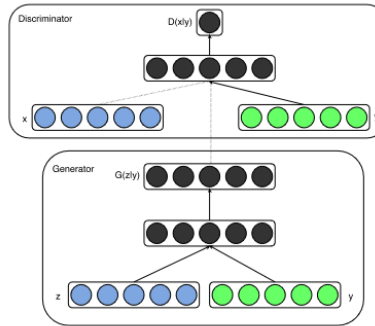 Discriminator
D(x|y)
x
Generator
G(z|y)
z
y